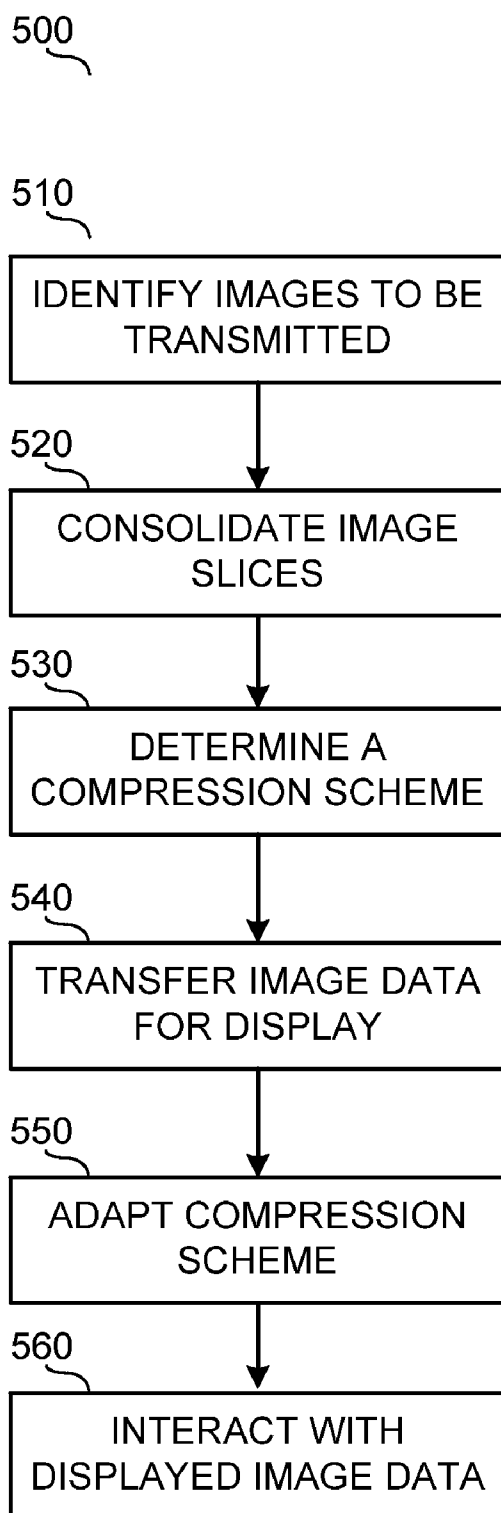 500
510
IDENTIFY IMAGES TO BE
TRANSMITTED
520
CONSOLIDATE IMAGE
SLICES
530
DETERMINE A
COMPRESSION SCHEME
540
TRANSFER IMAGE DATA
FOR DISPLAY
550
ADAPT COMPRESSION
SCHEME
560
INTERACT WITH
DISPLAYED IMAGE DATA